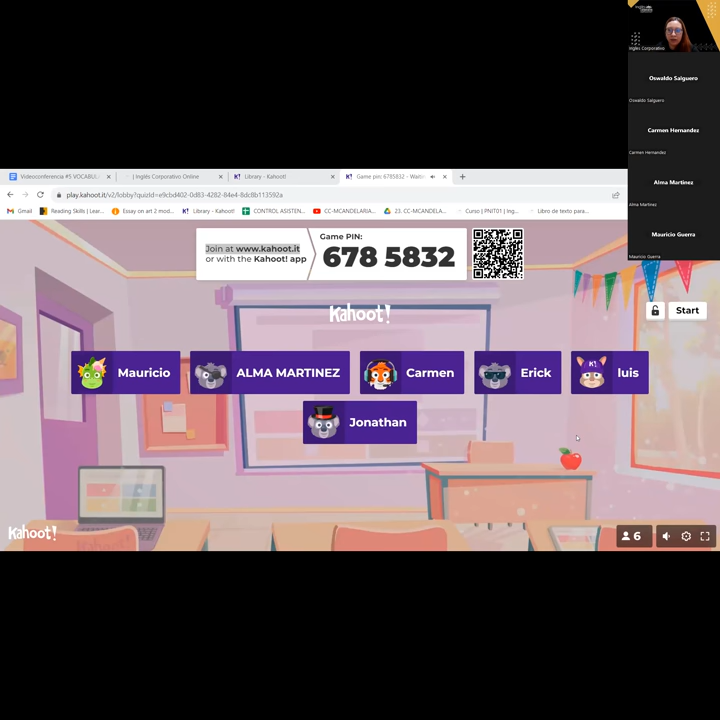 Inglés Corporativo
Oswaldo Salguero
Oswaldo Salguero
Carmen Hernandez
Carmen Hernandez
Alma Martinez
Alma Martinez
Mauricio Guerra
Mauricio Guerra
Videoconferencia #5 VOCABUL
| Inglés Corporativo Online
Library - Kahoot!
Game pin: 6785832 - Waitin
play.kahoot.it/v2/lobby?quizId=e9cbd402-0d83-4282-84e4-8dc8b113592a
Gmail
Reading Skills | Lear...
Essay on art 2 mod...
Library - Kahoot!
CONTROL ASISTEN...
CC-MCANDELARIA...
23. CC-MCANDELA...
Curso | PNIT01 | Ing...
Libro de texto para...
Join at www.kahoot.it
or with the Kahoot! app
Game PIN:
678 5832
Kahoot!
Start
Mauricio
ALMA MARTINEZ
Carmen
Erick
luis
Jonathan
Kahoot!
6